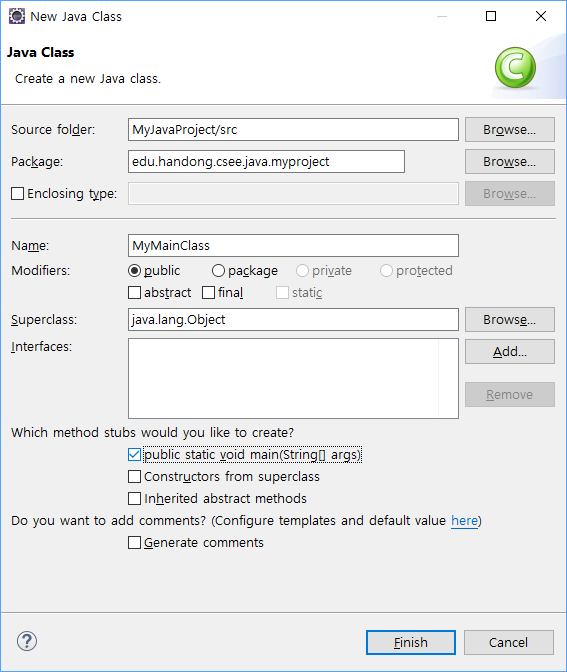 New Java Class
Java Class
Create a new Java class.
Source folder: MyJavaProject/src Browse...
Package: edu.handong.csee.java.myproject Browse...
Enclosing type: Browse...
Name: MyMainClass
Modifiers: public package private protected
abstract final static
Superclass: java.lang.Object Browse...
Interfaces: Add...
Remove
Which method stubs would you like to create?
public static void main(String[] args)
Constructors from superclass
Inherited abstract methods
Do you want to add comments? (Configure templates and default value here)
Generate comments
? Finish Cancel